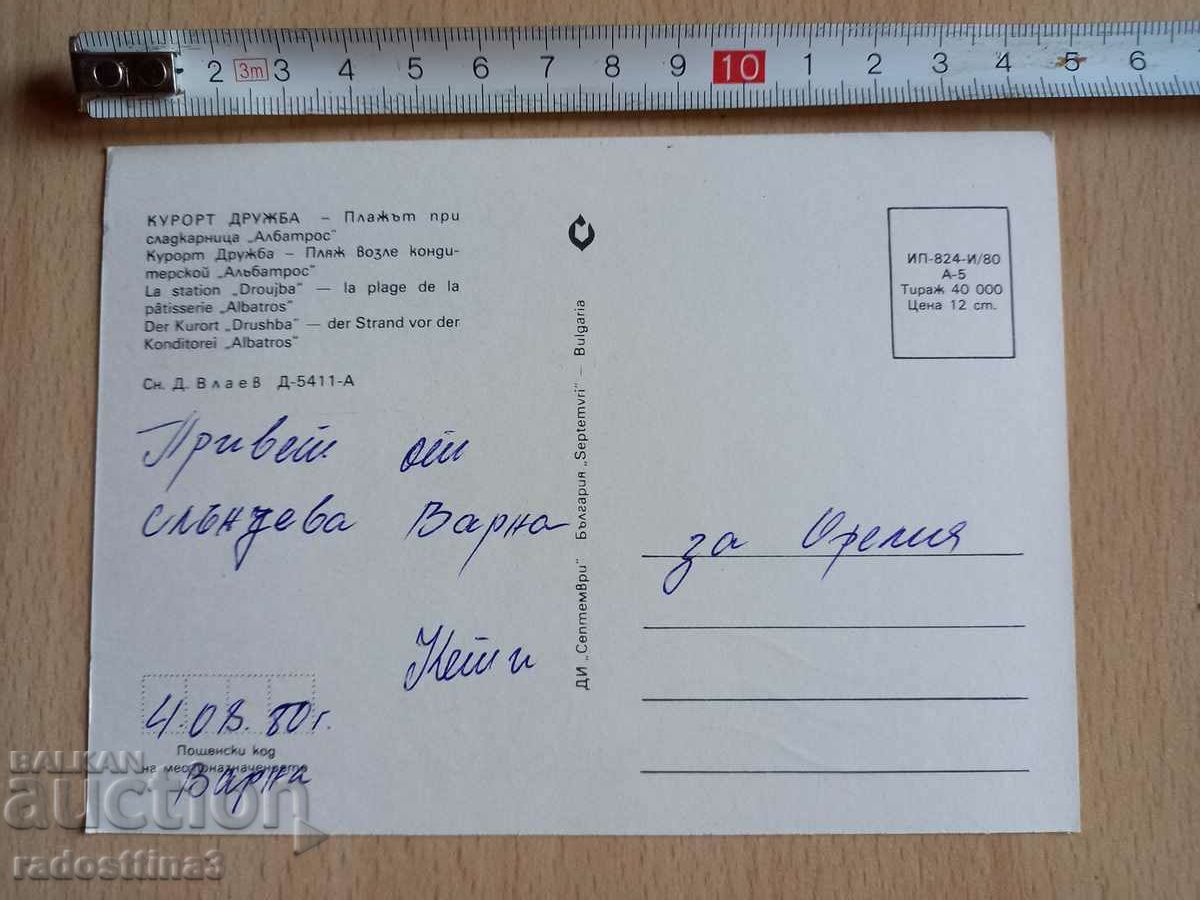 2 3m 3 4 5 6 7 8 9 10 1 2 3 4 5 6
КУРОРТ ДРУЖБА – Плажът при
сладкарница „Албатрос"
Курорт Дружба – Пляж возле конди-
терской „Альбатрос"
La station „Droujba" — la plage de la
pâtisserie „Albatros"
Der Kurort „Drushba" — der Strand vor der
Konditorei „Albatros"
Сн. Д. Влаев Д-5411-А
Привет от
слънчева Варна
Кети
4.08.80г.
Пощенски код
на местоназначението
Варна
ДИ „Септември" България „Septemvri" — Bulgaria
ИП-824-И/80
А-5
Тираж 40 000
Цена 12 ст.
за Офелия
BALKAN
auction
radosttina3